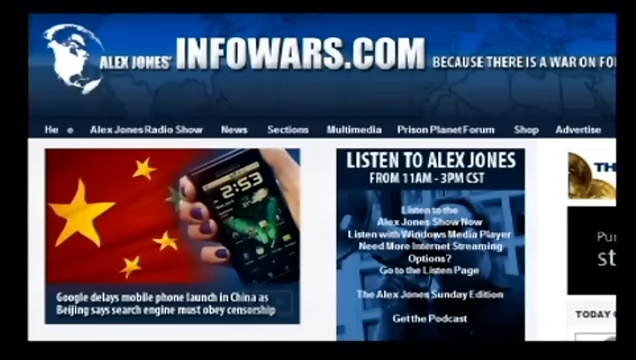 ALEX JONES' INFOWARS.COM BECAUSE THERE IS A WAR ON
Alex Jones Radio Show News Sections Multimedia Prison Planet Forum Shop Advertise
2:53
Google delays mobile phone launch in China as
Beijing says search engine must obey censorship
LISTEN TO ALEX JONES
FROM 11AM - 3PM CST
Listen to the
Alex Jones Show Now
Listen with Windows Media Player
Need More Internet Streaming
Options?
Go to the Listen Page
The Alex Jones Sunday Edition
Get the Podcast
TH
Pu
st
TODAY